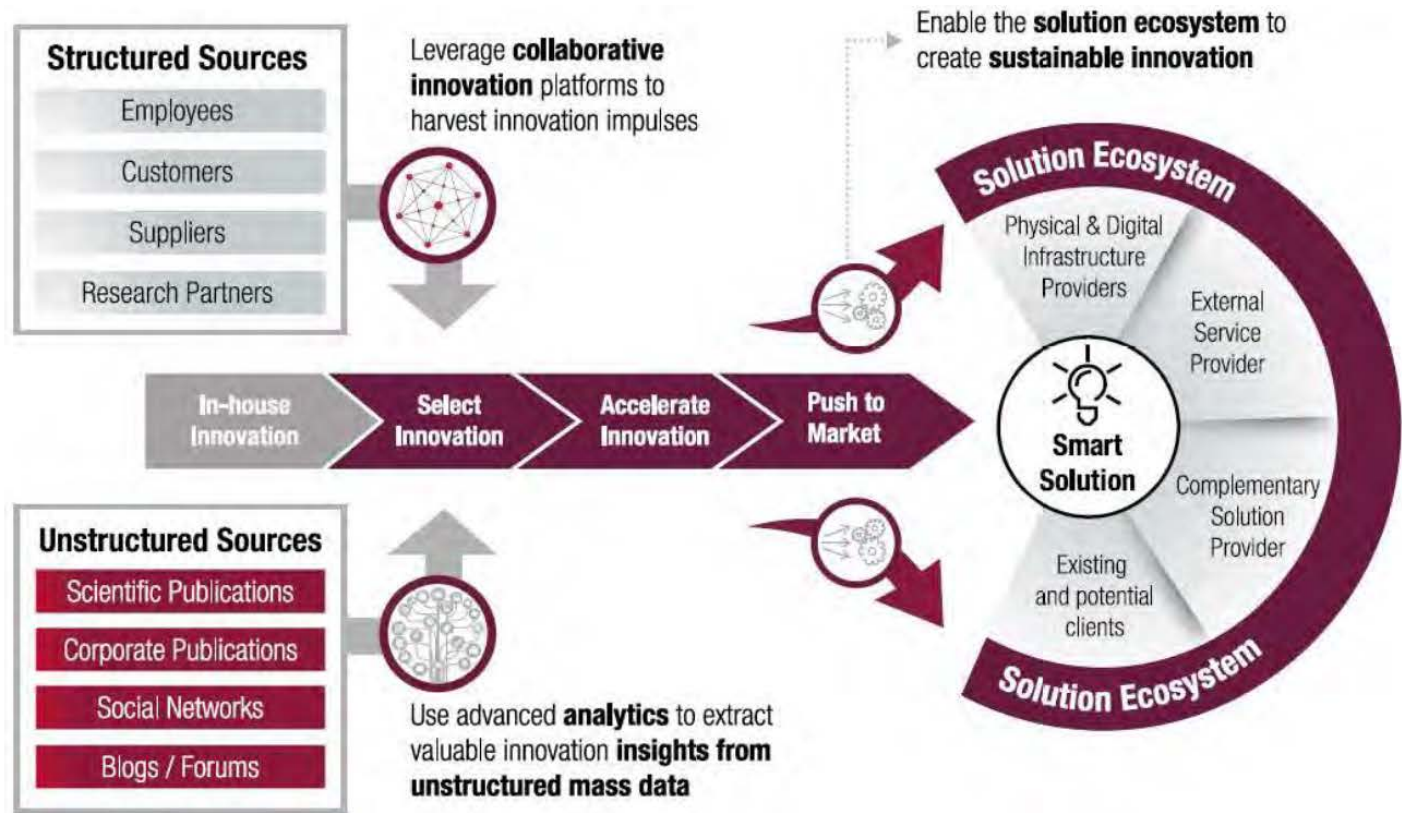 Structured Sources
Employees
Customers
Suppliers
Research Partners
Leverage collaborative
innovation platforms to
harvest innovation impulses
Enable the solution ecosystem to
create sustainable innovation
In-house
Innovation
Select
Innovation
Accelerate
Innovation
Push to
Market
Solution Ecosystem
Physical & Digital
Infrastructure
Providers
External
Service
Provider
Smart
Solution
Complementary
Solution
Provider
Existing
and potential
clients
Solution Ecosystem
Unstructured Sources
Scientific Publications
Corporate Publications
Social Networks
Blogs / Forums
Use advanced analytics to extract
valuable innovation insights from
unstructured mass data